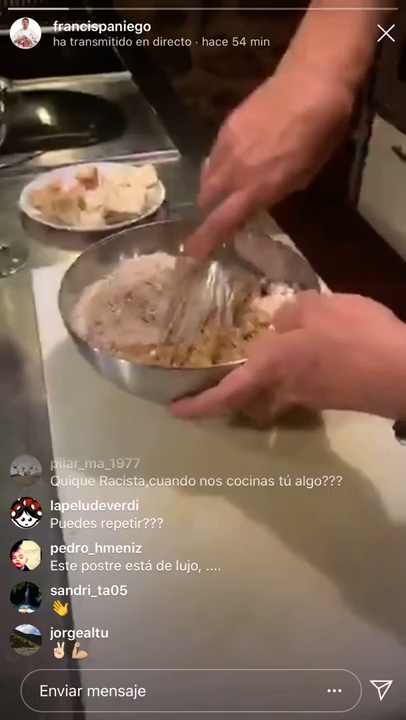 francispaniego
ha transmitido en directo · hace 54 min
pilar_ma_1977
Quique Racista,cuando nos cocinas tú algo???
lapeludeverdi
Puedes repetir???
pedro_hmeniz
Este postre está de lujo, ....
sandri_ta05
👋
jorgealtu
✌🏻💪🏼
Enviar mensaje